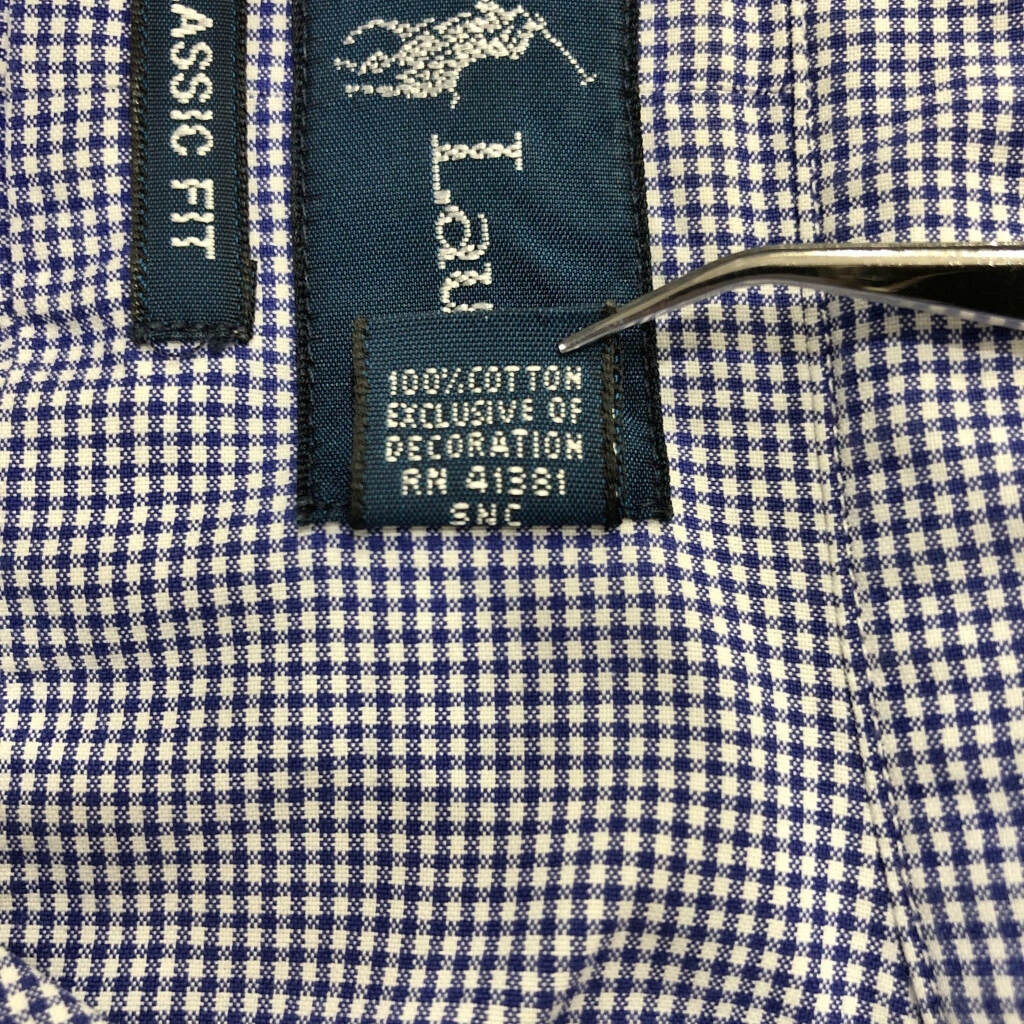 ASSIC FIT
Lau
100% COTTON
EXCLUSIVE OF
DECORATION
RN 41381
SNC